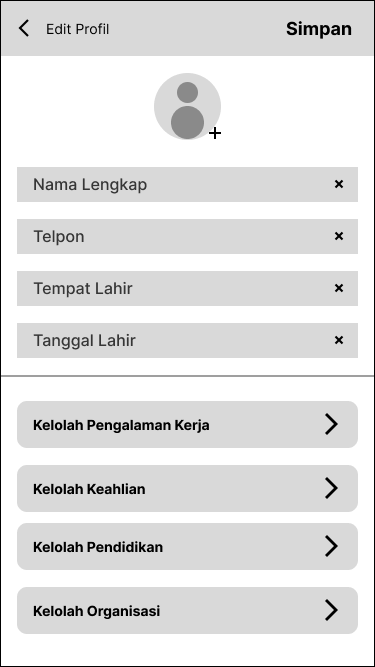 Edit Profil
Simpan
Nama Lengkap
Telpon
Tempat Lahir
Tanggal Lahir
Kelolah Pengalaman Kerja
Kelolah Keahlian
Kelolah Pendidikan
Kelolah Organisasi